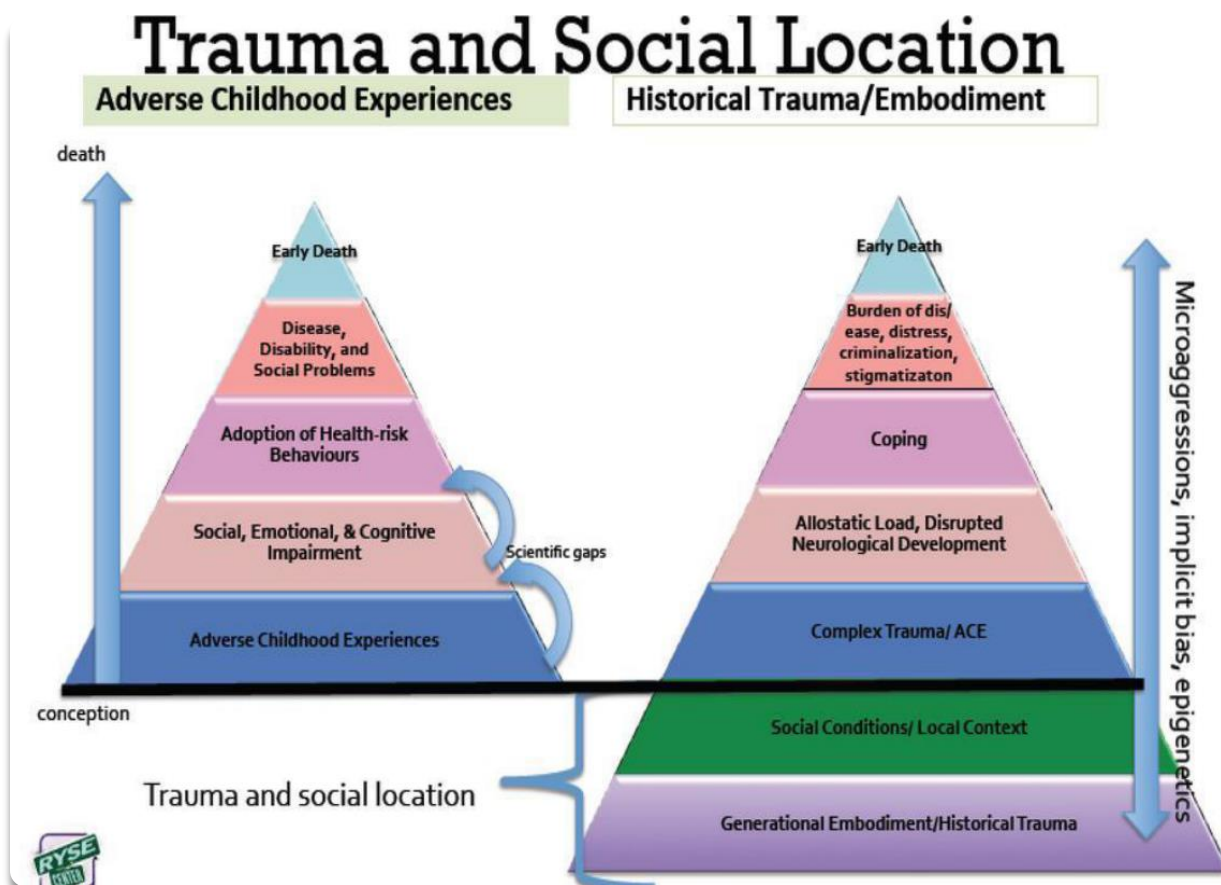 Trauma and Social Location
Adverse Childhood Experiences
Historical Trauma/Embodiment
death
Early Death
Disease,
Disability, and
Social Problems
Adoption of Health-risk
Behaviours
Social, Emotional, & Cognitive
Impairment
Scientific gaps
Adverse Childhood Experiences
conception
Early Death
Burden of dis/
ease, distress,
criminalization,
stigmatizaton
Coping
Allostatic Load, Disrupted
Neurological Development
Complex Trauma/ ACE
Social Conditions/ Local Context
Generational Embodiment/Historical Trauma
Microaggressions, implicit bias, epigenetics
Trauma and social location
RYSE
CENTER